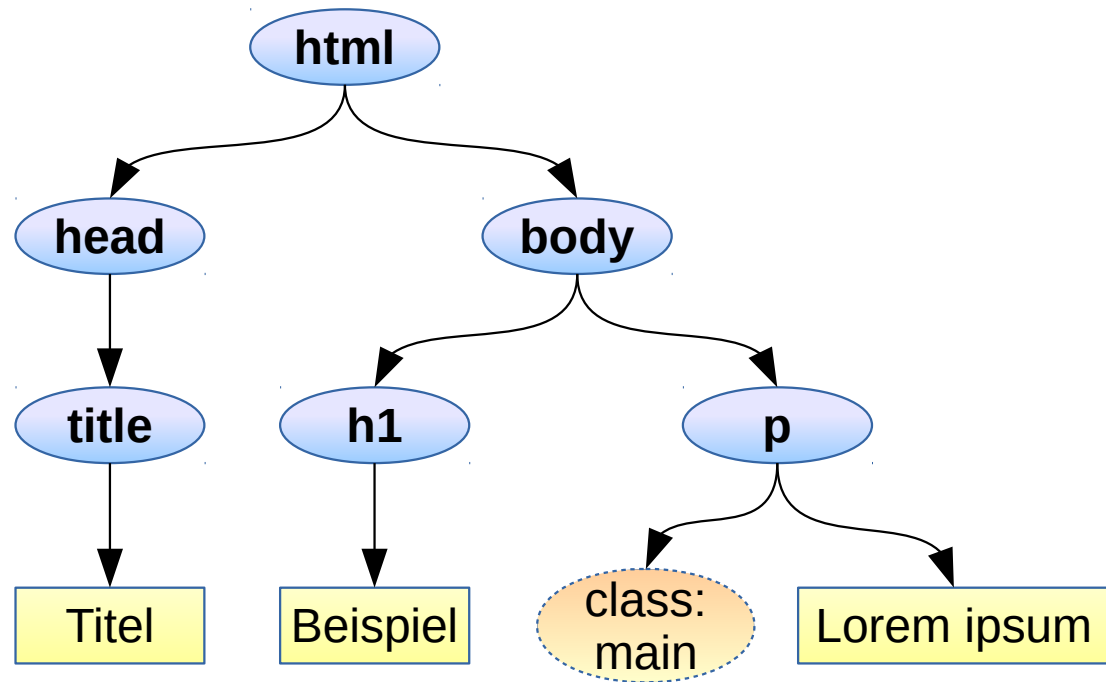 html
head
body
title
h1
p
Titel
Beispiel
class:
main
Lorem ipsum